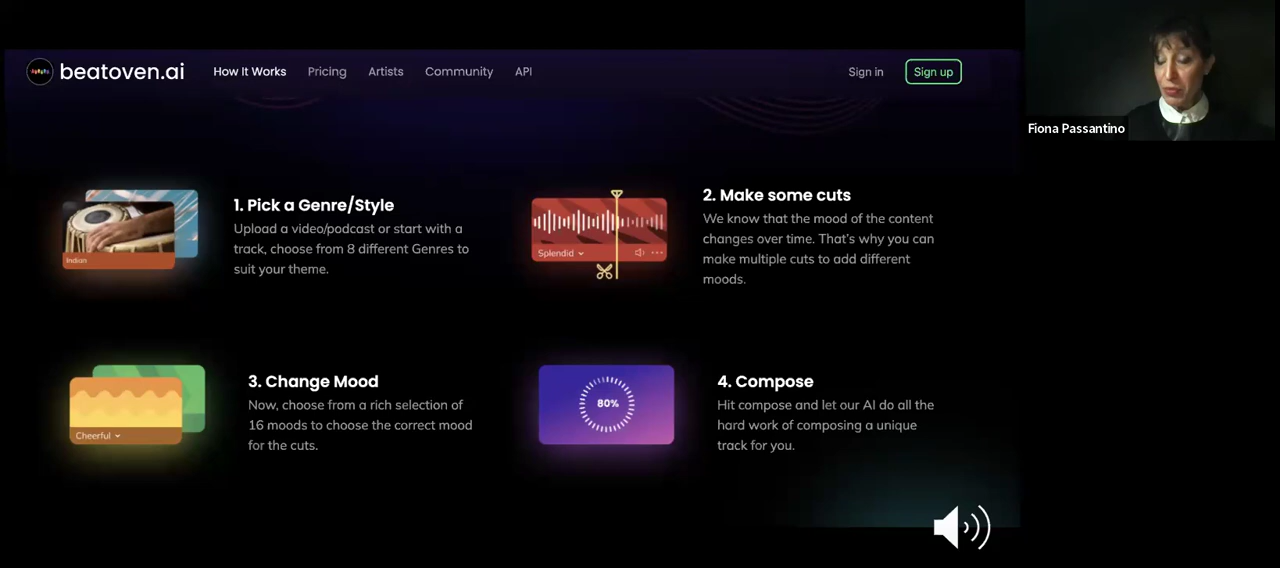 beatoven.ai
How It Works
Pricing
Artists
Community
API
Sign in
Sign up
Fiona Passantino
Indian
1. Pick a Genre/Style
Upload a video/podcast or start with a
track, choose from 8 different Genres to
suit your theme.
Splendid
2. Make some cuts
We know that the mood of the content
changes over time. That's why you can
make multiple cuts to add different
moods.
Cheerful
3. Change Mood
Now, choose from a rich selection of
16 moods to choose the correct mood
for the cuts.
80%
4. Compose
Hit compose and let our AI do all the
hard work of composing a unique
track for you.